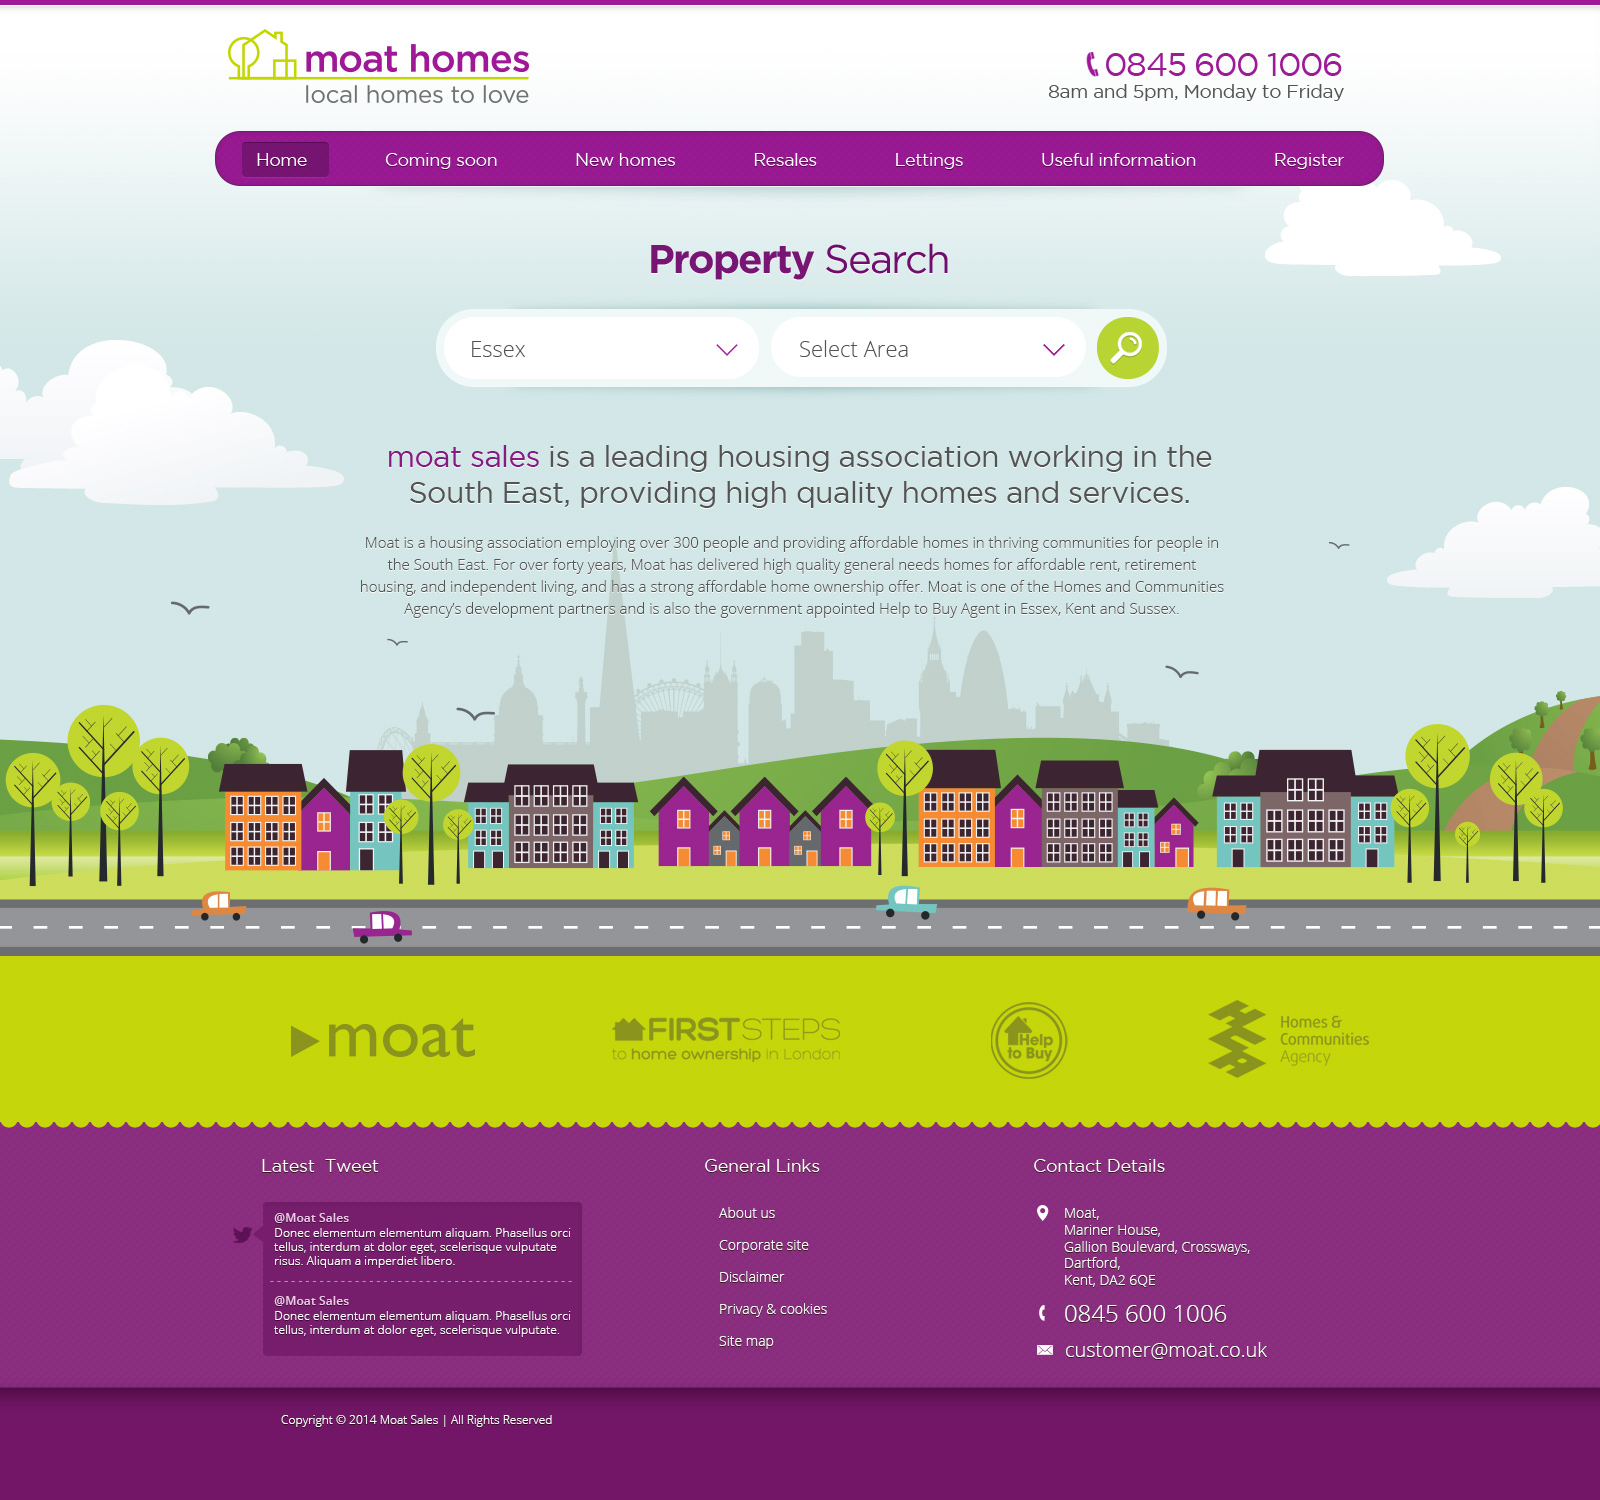 moat homes
local homes to love
0845 600 1006
8am and 5pm, Monday to Friday
Home
Coming soon
New homes
Resales
Lettings
Useful information
Register
Property Search
Essex
Select Area
moat sales is a leading housing association working in the
South East, providing high quality homes and services.
Moat is a housing association employing over 300 people and providing affordable homes in thriving communities for people in
the South East. For over forty years, Moat has delivered high quality general needs homes for affordable rent, retirement
housing, and independent living, and has a strong affordable home ownership offer. Moat is one of the Homes and Communities
Agency's development partners and is also the government appointed Help to Buy Agent in Essex, Kent and Sussex.
moat
FIRST STEPS
to home ownership in London
Help
to Buy
Homes &
Communities
Agency
Latest Tweet
@Moat Sales
Donec elementum elementum aliquam. Phasellus orci
tellus, interdum at dolor eget, scelerisque vulputate
risus. Aliquam a imperdiet libero.
@Moat Sales
Donec elementum elementum aliquam. Phasellus orci
tellus, interdum at dolor eget, scelerisque vulputate.
General Links
About us
Corporate site
Disclaimer
Privacy & cookies
Site map
Contact Details
Moat,
Mariner House,
Gallion Boulevard, Crossways,
Dartford,
Kent, DA2 6QE
0845 600 1006
customer@moat.co.uk
Copyright © 2014 Moat Sales | All Rights Reserved